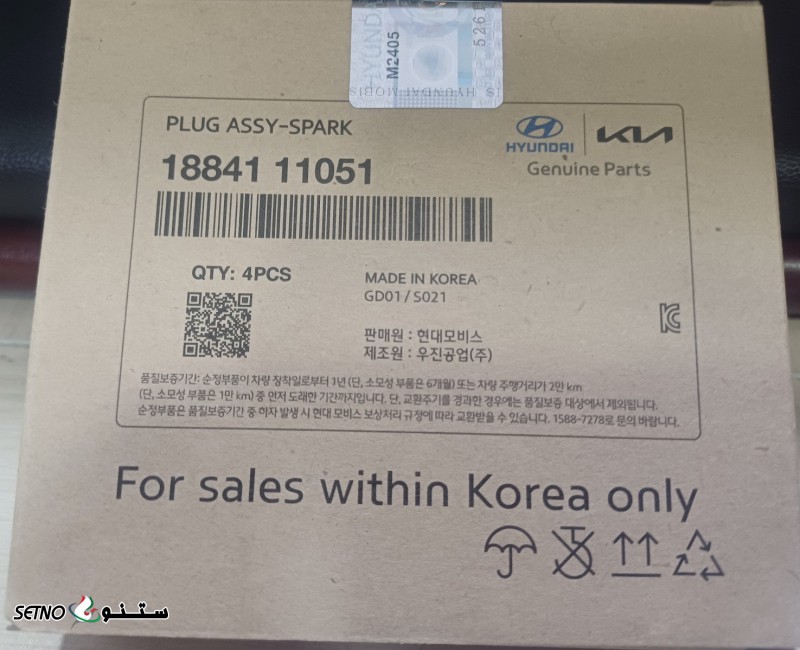 HYUNDAI
M2405
5261
IS HYUNDAI MOBIS
PLUG ASSY-SPARK
18841 11051
HYUNDAI
KIA
Genuine Parts
QTY: 4PCS
MADE IN KOREA
GD01 / S021
판매원 : 현대모비스
제조원 : 우진공업(주)
품질보증기간: 순정부품이 차량 장착일로부터 1년 (단, 소모성 부품은 6개월) 또는 차량 주행거리가 2만 km
(단, 소모성 부품은 1만 km) 중 먼저 도래한 기간까지입니다. 단, 교환주기를 경과한 경우에는 품질보증 대상에서 제외됩니다.
순정부품은 품질보증기간 중 하자 발생 시 현대 모비스 보상처리 규정에 따라 교환받을 수 있습니다. 1588-7278로 문의 바랍니다.
For sales within Korea only
SETNO ستنو